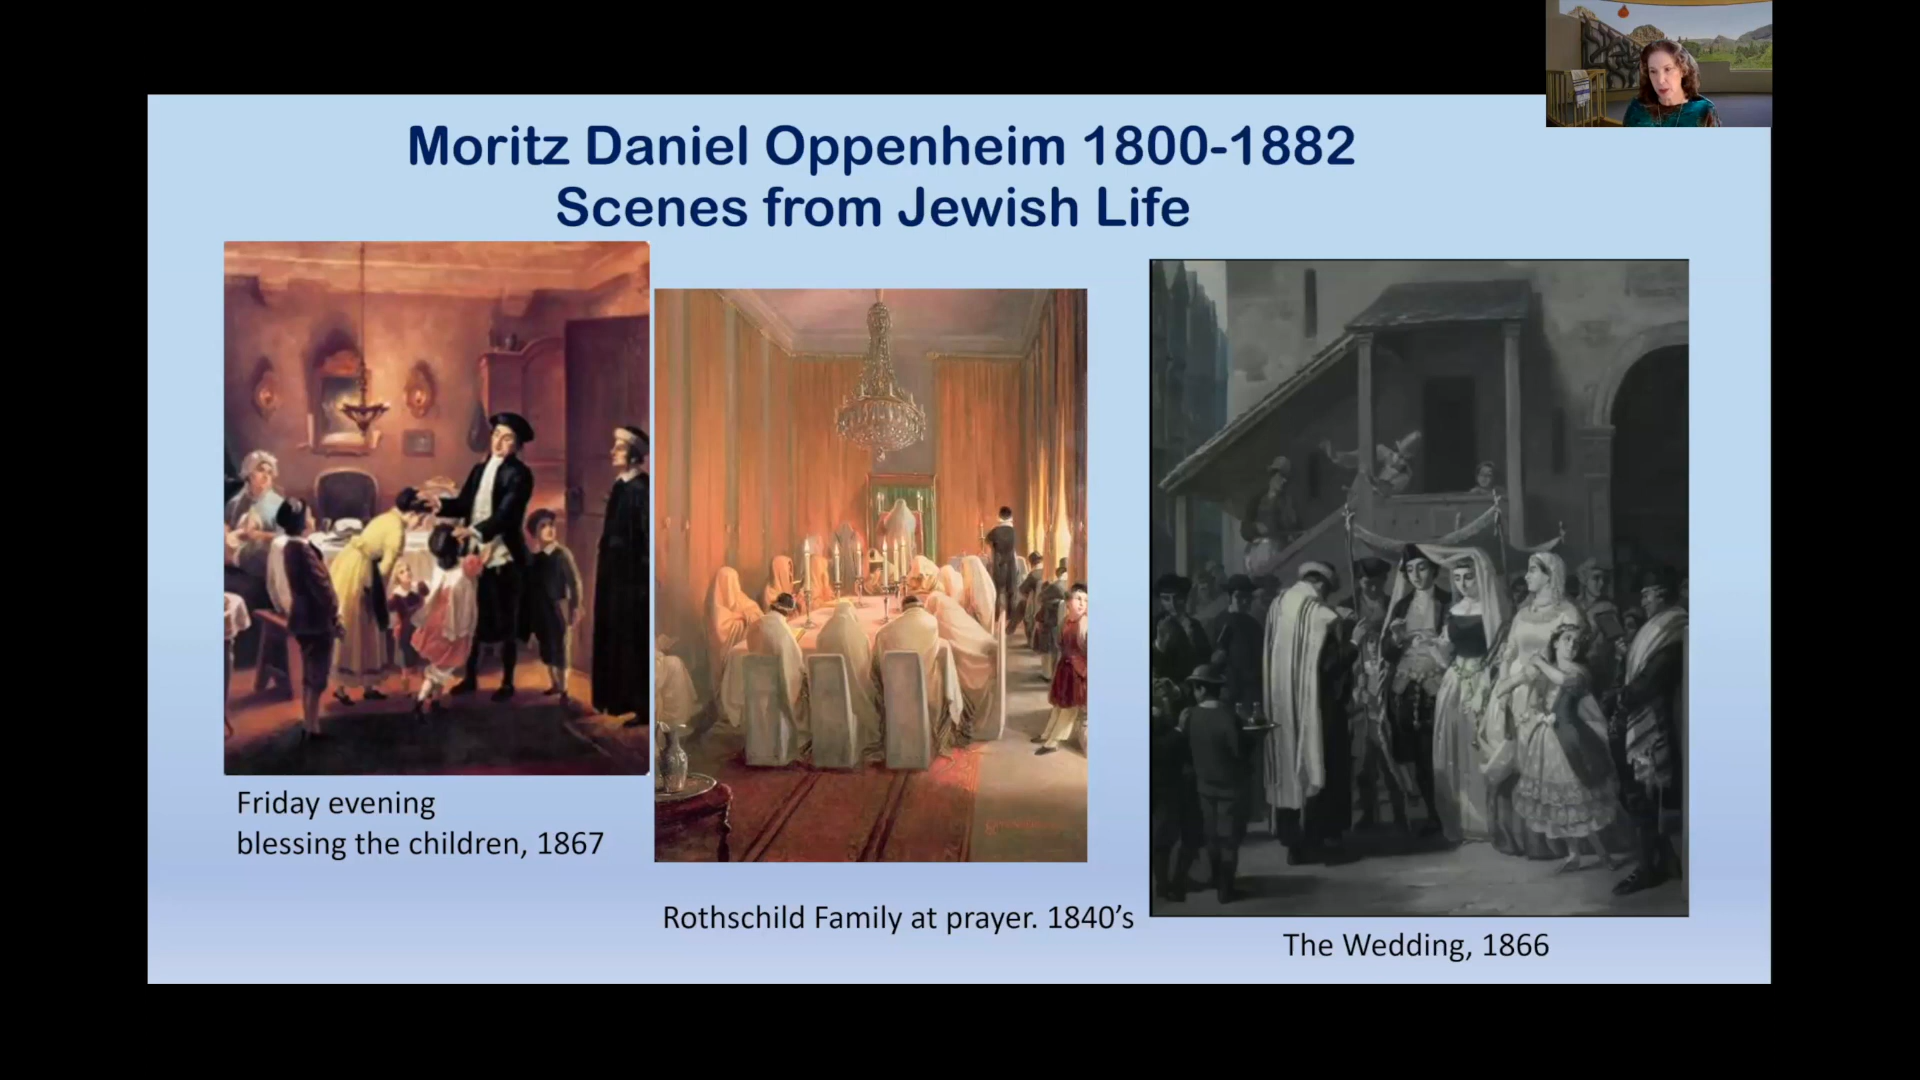 Moritz Daniel Oppenheim 1800-1882
Scenes from Jewish Life
Friday evening
blessing the children, 1867
Rothschild Family at prayer. 1840’s
The Wedding, 1866